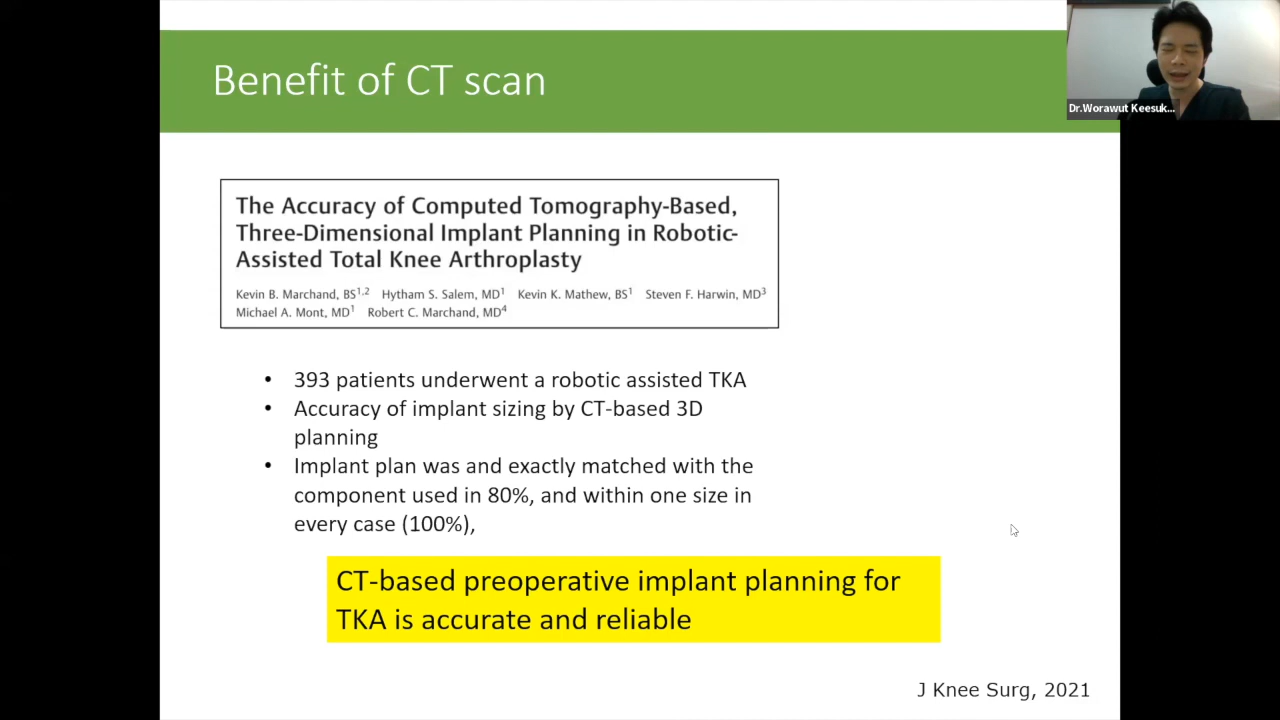 Benefit of CT scan
Dr.Worawut Keesuk...
The Accuracy of Computed Tomography-Based,
Three-Dimensional Implant Planning in Robotic-
Assisted Total Knee Arthroplasty
Kevin B. Marchand, BS1,2 Hytham S. Salem, MD1 Kevin K. Mathew, BS1 Steven F. Harwin, MD3
Michael A. Mont, MD1 Robert C. Marchand, MD4
• 393 patients underwent a robotic assisted TKA
• Accuracy of implant sizing by CT-based 3D
planning
• Implant plan was and exactly matched with the
component used in 80%, and within one size in
every case (100%),
CT-based preoperative implant planning for
TKA is accurate and reliable
J Knee Surg, 2021